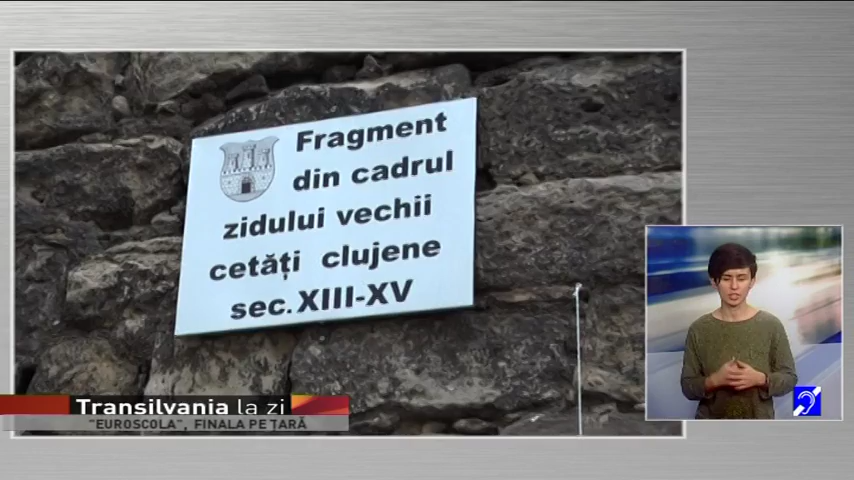 Fragment
din cadrul
zidului vechii
cetăți clujene
sec. XIII-XV
Transilvania la zi
"EUROSCOLA", FINALA PE ȚARĂ